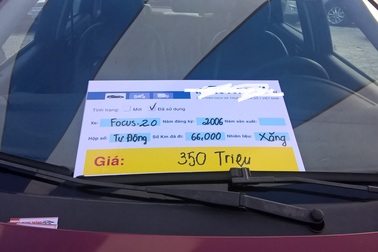 Tình trạng: Mới ✓ Đã sử dụng
Xe: Focus 2.0 Năm đăng ký: 2006 Năm sản xuất:
Hộp số: Tự Động Số Km đã đi: 66,000 Nhiên liệu: Xăng
Giá: 350 Triệu